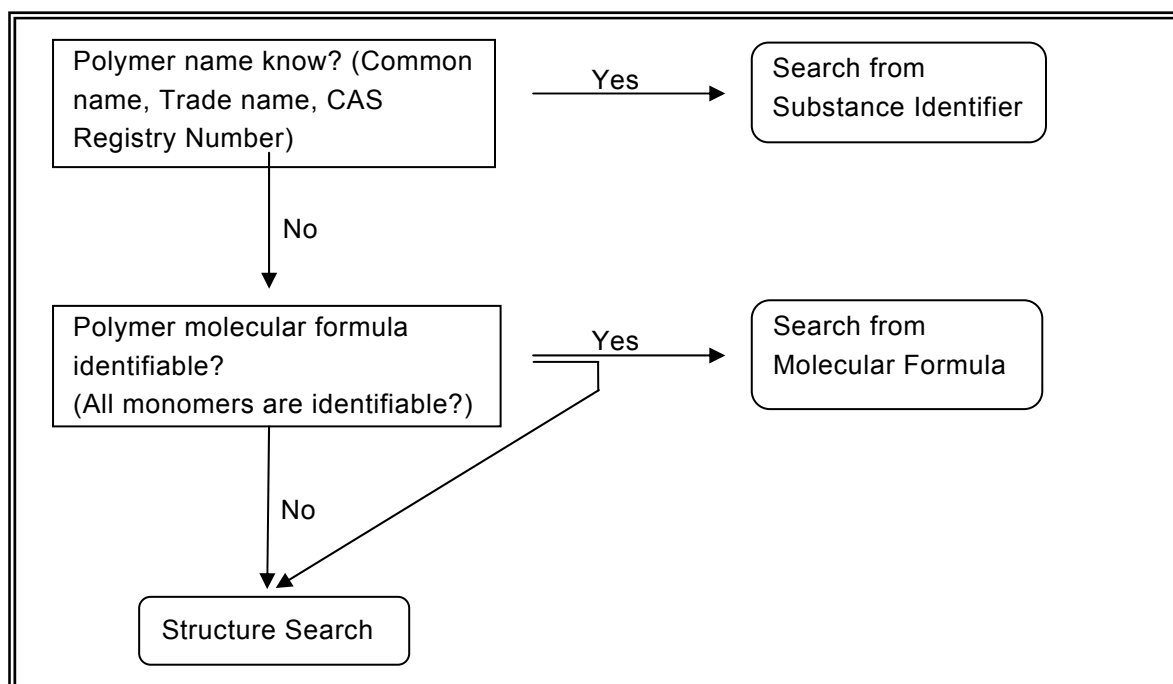 Polymer name know? (Common
name, Trade name, CAS
Registry Number)
Yes
Search from
Substance Identifier
No
Polymer molecular formula
identifiable?
(All monomers are identifiable?)
Yes
Search from
Molecular Formula
No
Structure Search